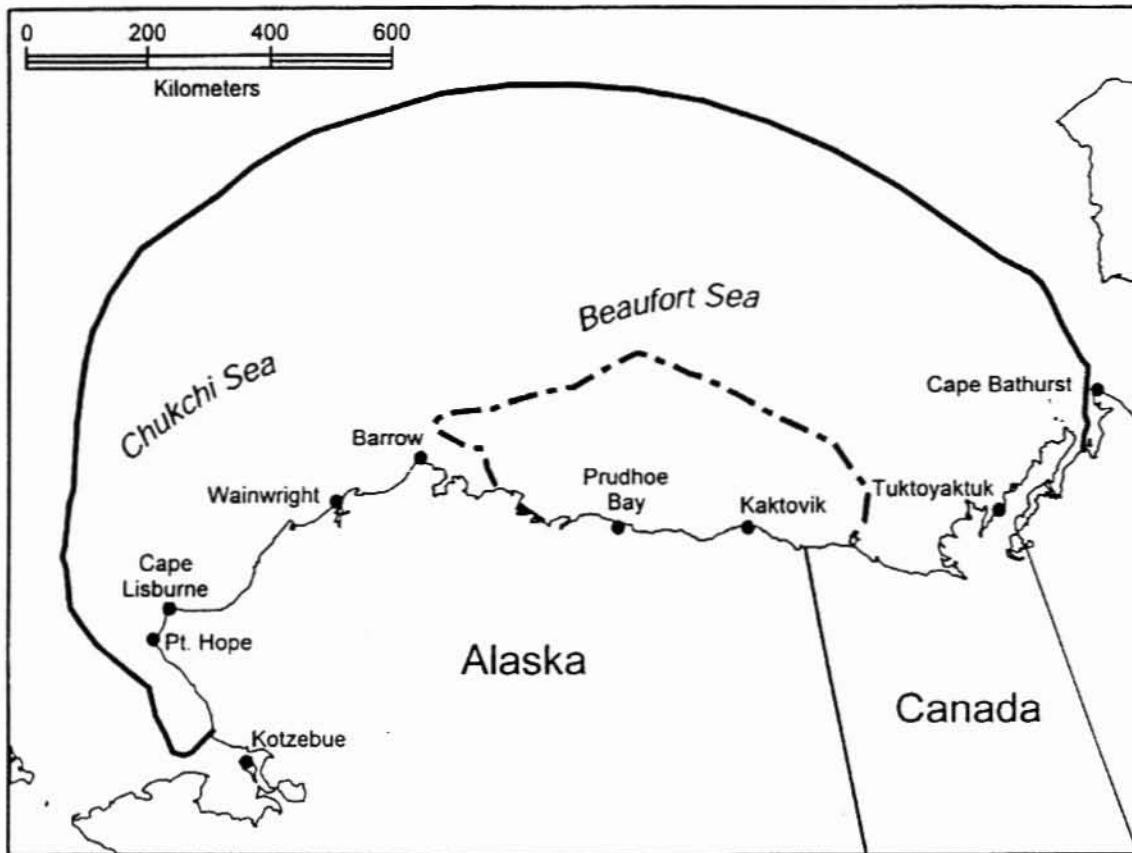 0 200 400 600
Kilometers
Beaufort Sea
Chukchi Sea
Cape Bathurst
Barrow
Wainwright
Prudhoe
Bay
Kaktovik
Tuktoyaktuk
Cape
Lisburne
Pt. Hope
Alaska
Canada
Kotzebue